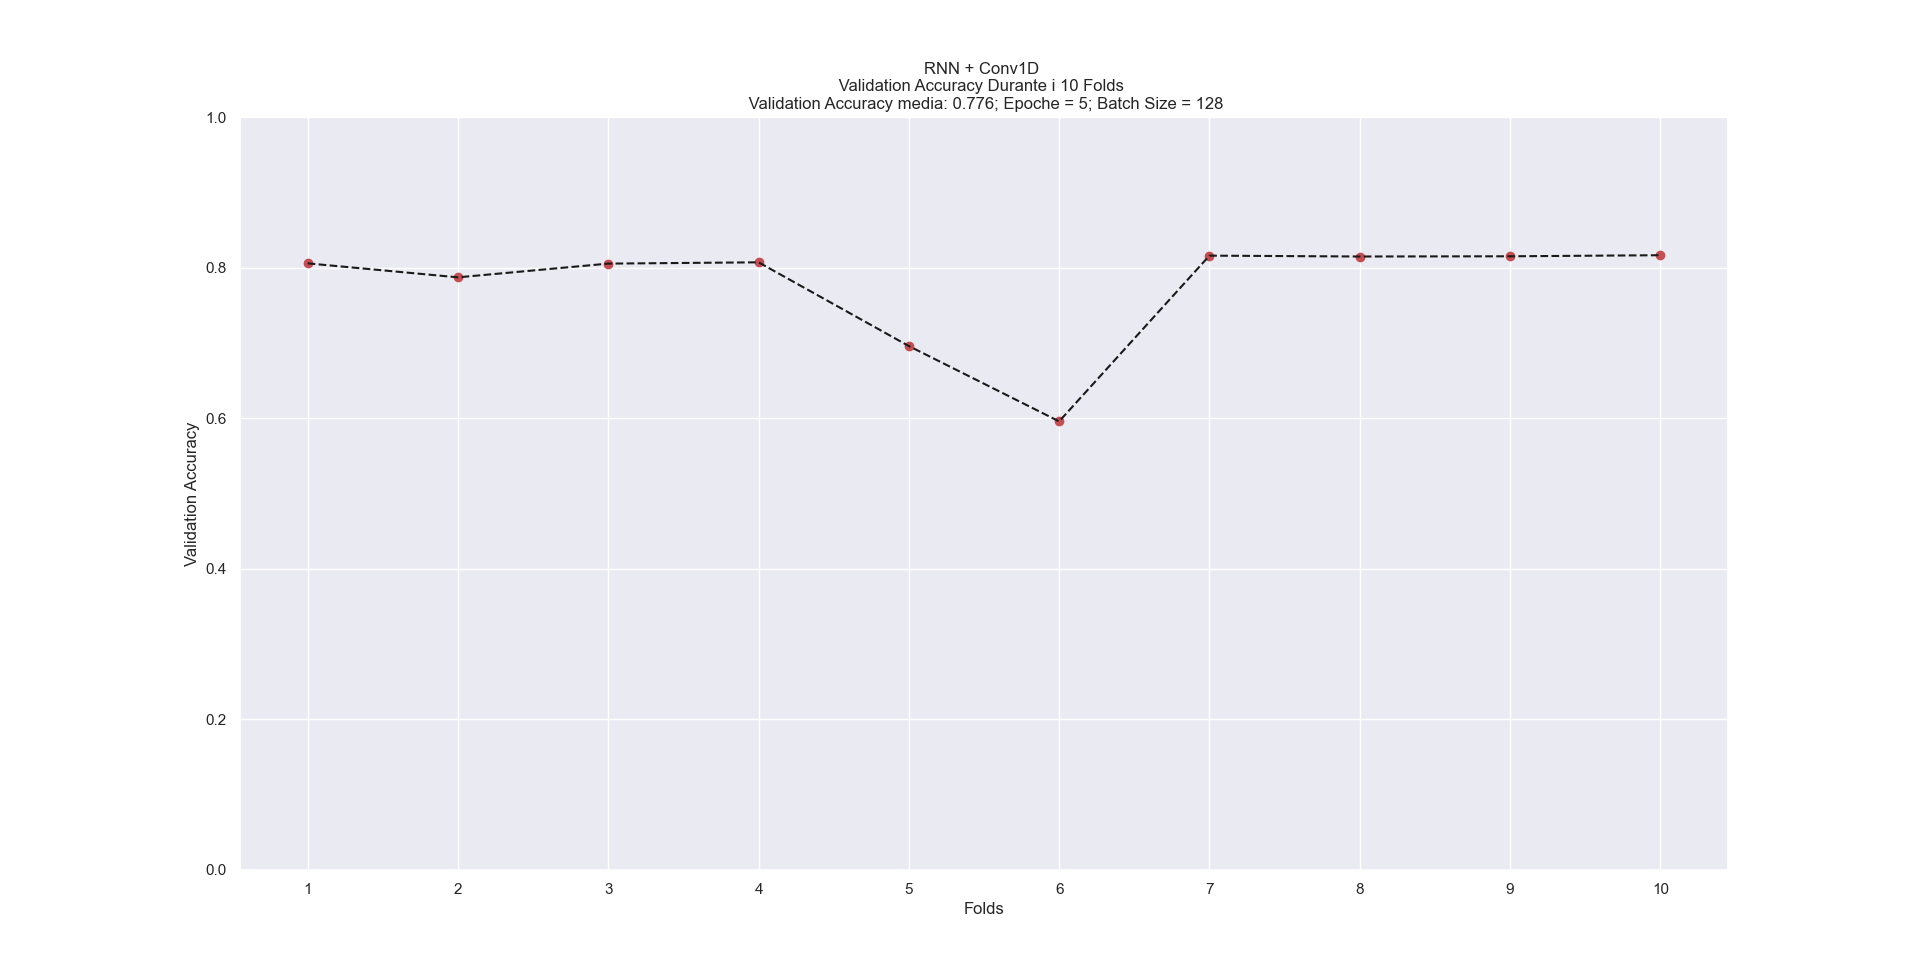 RNN + Conv1D
Validation Accuracy Durante i 10 Folds
Validation Accuracy media: 0.776; Epoche = 5; Batch Size = 128
1.0
0.8
0.6
0.4
0.2
0.0
Validation Accuracy
1 2 3 4 5 6 7 8 9 10
Folds